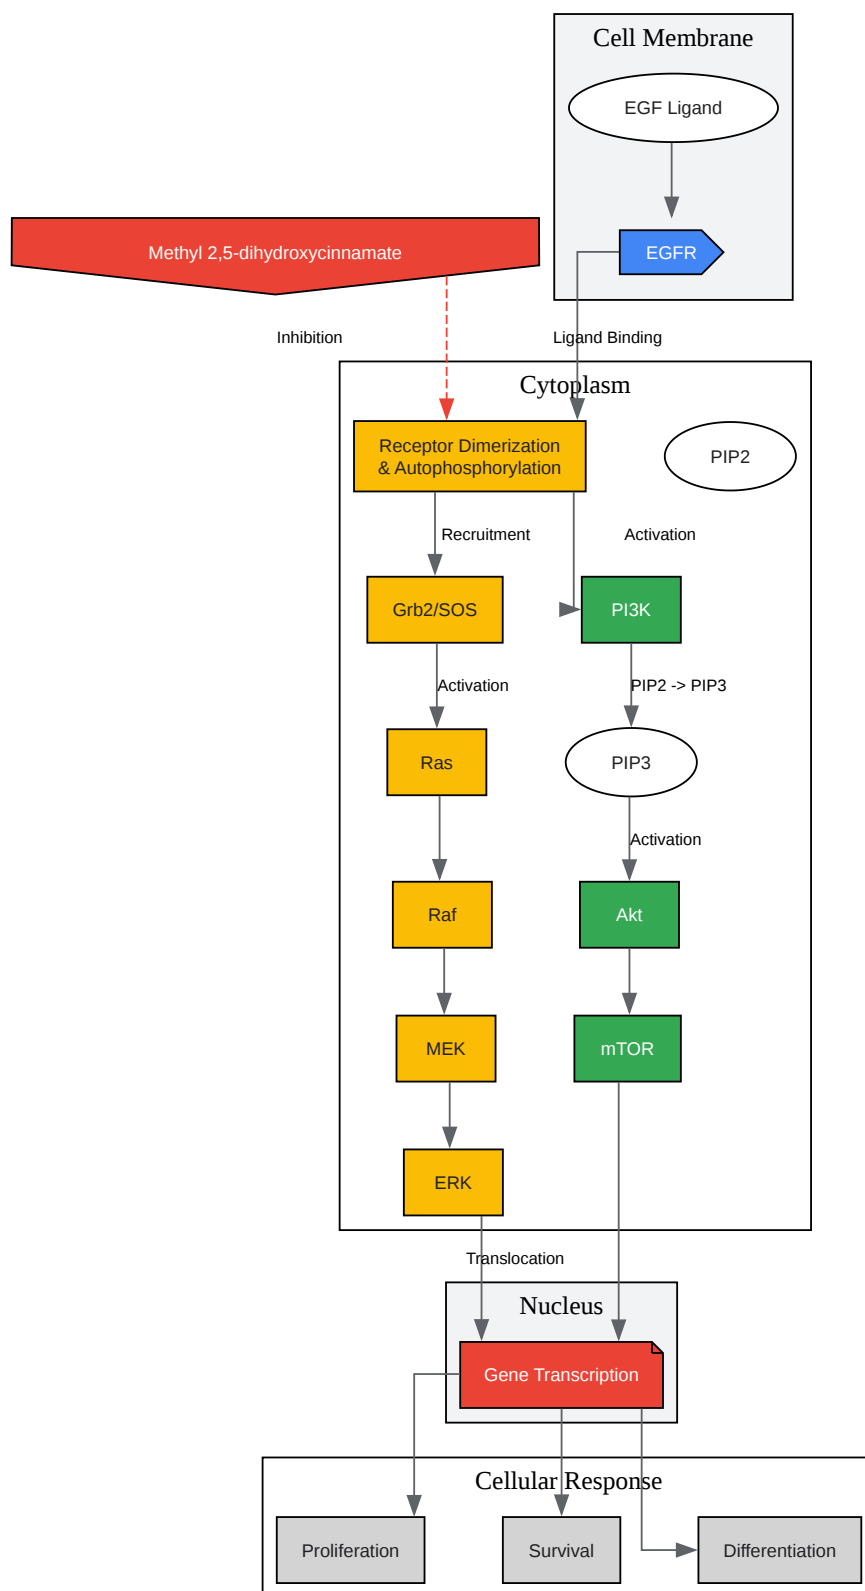 Cell Membrane
EGF Ligand
Methyl 2,5-dihydroxycinnamate
EGFR
Inhibition
Ligand Binding
Cytoplasm
Receptor Dimerization
& Autophosphorylation
PIP2
Recruitment
Activation
Grb2/SOS
PI3K
Activation
PIP2 -> PIP3
Ras
PIP3
Activation
Raf
Akt
MEK
mTOR
ERK
Translocation
Nucleus
Gene Transcription
Cellular Response
Proliferation
Survival
Differentiation